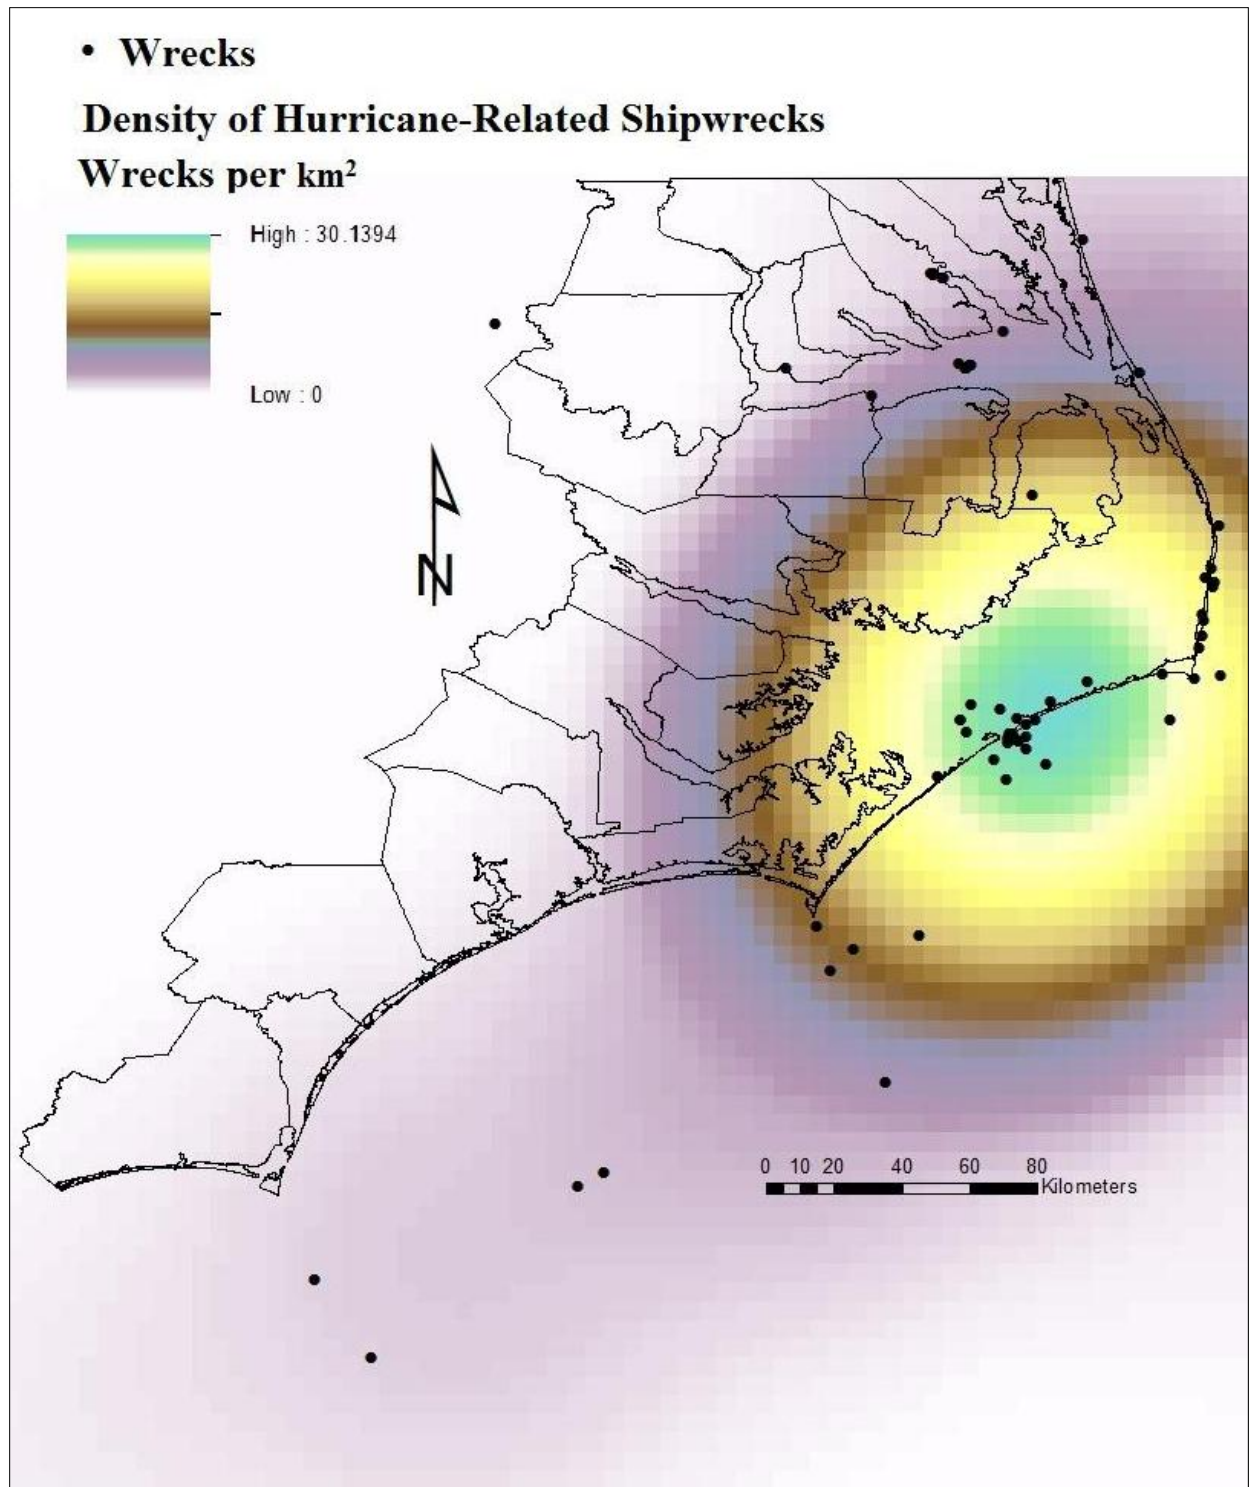 • Wrecks
Density of Hurricane-Related Shipwrecks
Wrecks per km²
High : 30.1394
Low : 0
N
0 10 20 40 60 80
Kilometers